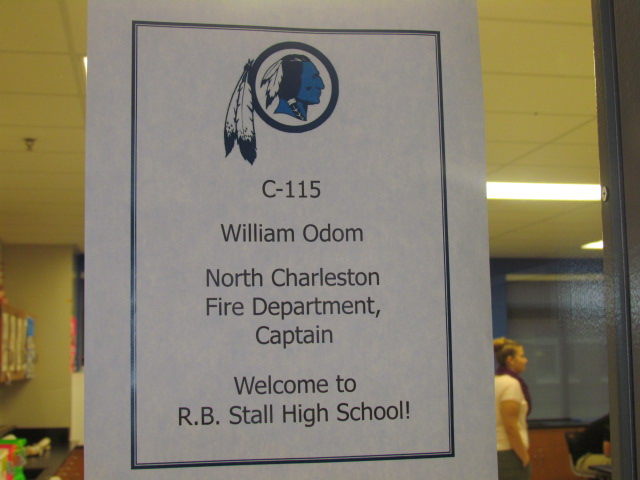 C-115
William Odom
North Charleston
Fire Department,
Captain
Welcome to
R.B. Stall High School!